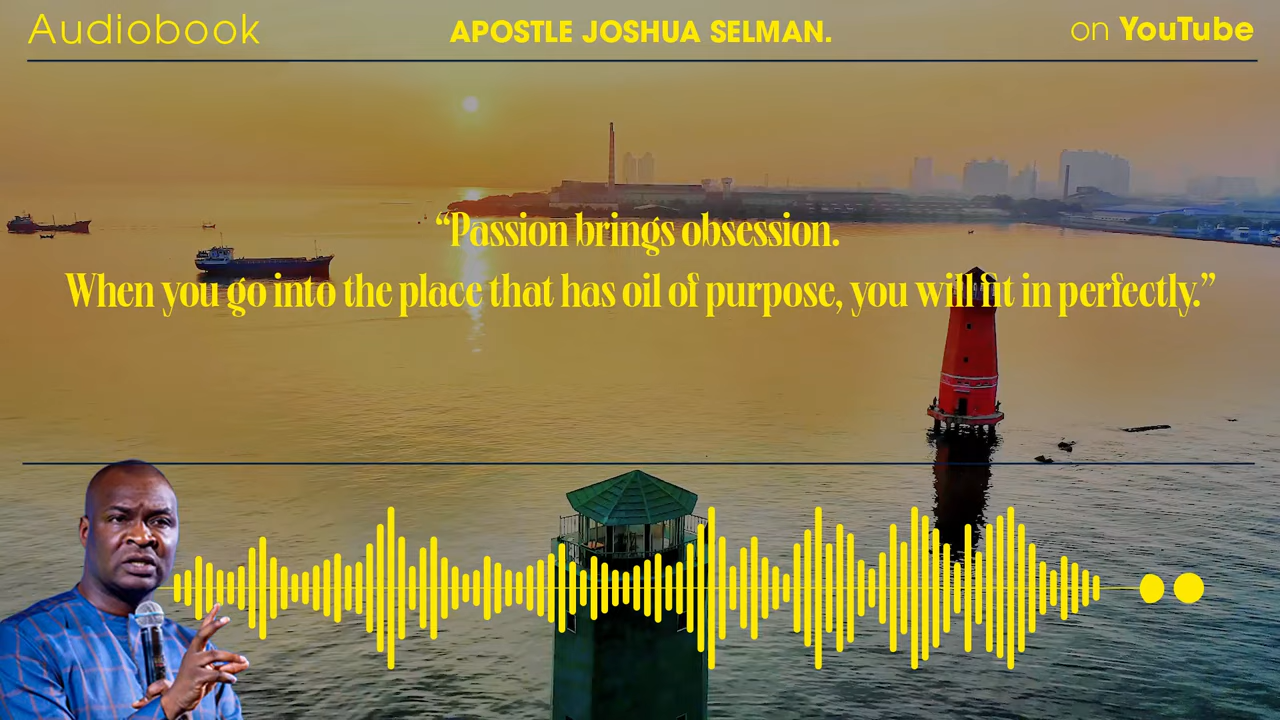 Audiobook
APOSTLE JOSHUA SELMAN.
on YouTube
“Passion brings obsession.
When you go into the place that has oil of purpose, you will fit in perfectly.”